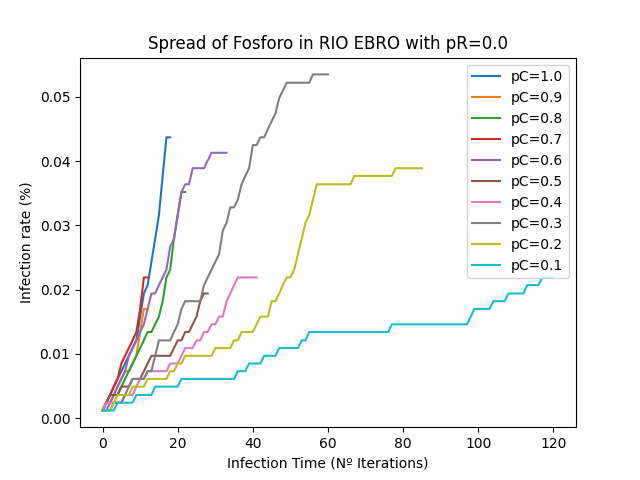 Spread of Fosforo in RIO EBRO with pR=0.0
Infection rate (%)
0.05
0.04
0.03
0.02
0.01
0.00
0
20
40
60
80
100
120
Infection Time (Nº Iterations)
pC=1.0
pC=0.9
pC=0.8
pC=0.7
pC=0.6
pC=0.5
pC=0.4
pC=0.3
pC=0.2
pC=0.1